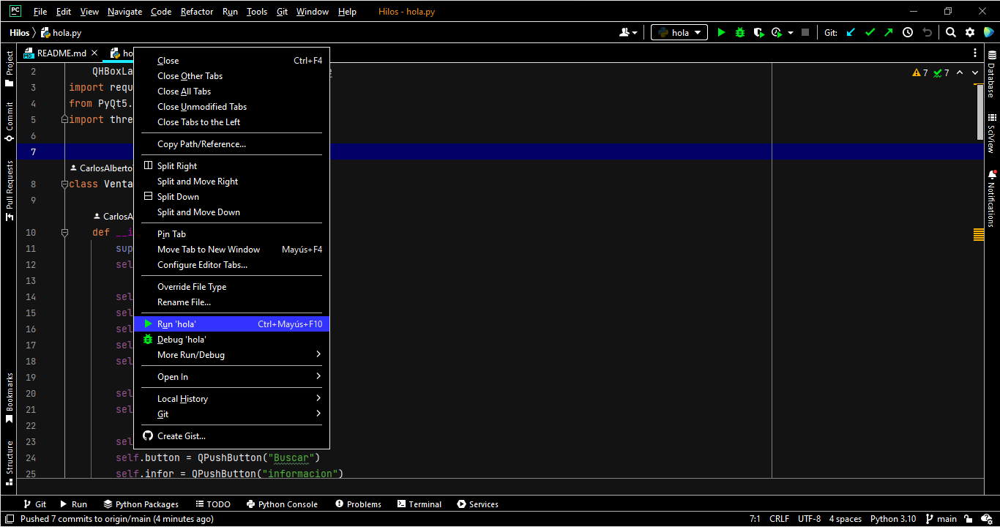 PC File Edit View Navigate Code Refactor Run Tools Git Window Help Hilos - hola.py
Hilos hola.py hola Git:
README.md ho
Project
Commit
Pull Requests
Bookmarks
Structure
2 QHBoxLa
3 import requ
4 from PyQt5.
5 import thre
6
7
CarlosAlberto
8 class Venta
9
CarlosA
10 def __i
11 sup
12 sel
13
14 sel
15 sel
16 sel
17 sel
18 sel
19
20 sel
21 sel
22
23 sel
24 self.button = QPushButton("Buscar")
25 self.infor = QPushButton("informacion")
Close Ctrl+F4
Close Other Tabs
Close All Tabs
Close Unmodified Tabs
Close Tabs to the Left
Copy Path/Reference...
Split Right
Split and Move Right
Split Down
Split and Move Down
Pin Tab
Move Tab to New Window Mayús+F4
Configure Editor Tabs...
Override File Type
Rename File...
Run 'hola' Ctrl+Mayús+F10
Debug 'hola'
More Run/Debug
Open In
Local History
Git
Create Gist...
7 7
Database
SciView
Notifications
Git Run Python Packages TODO Python Console Problems Terminal Services
Pushed 7 commits to origin/main (4 minutes ago) 7:1 CRLF UTF-8 4 spaces Python 3.10 main